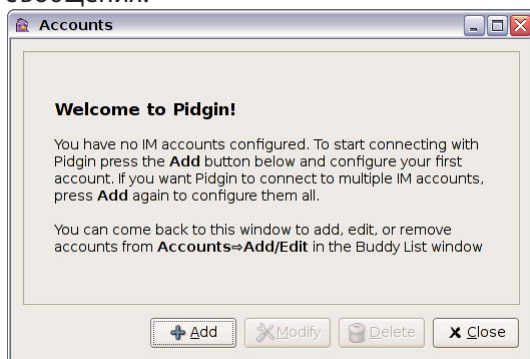 сообщения.
Accounts
Welcome to Pidgin!
You have no IM accounts configured. To start connecting with
Pidgin press the Add button below and configure your first
account. If you want Pidgin to connect to multiple IM accounts,
press Add again to configure them all.
You can come back to this window to add, edit, or remove
accounts from Accounts⇨Add/Edit in the Buddy List window
Add Modify Delete Close